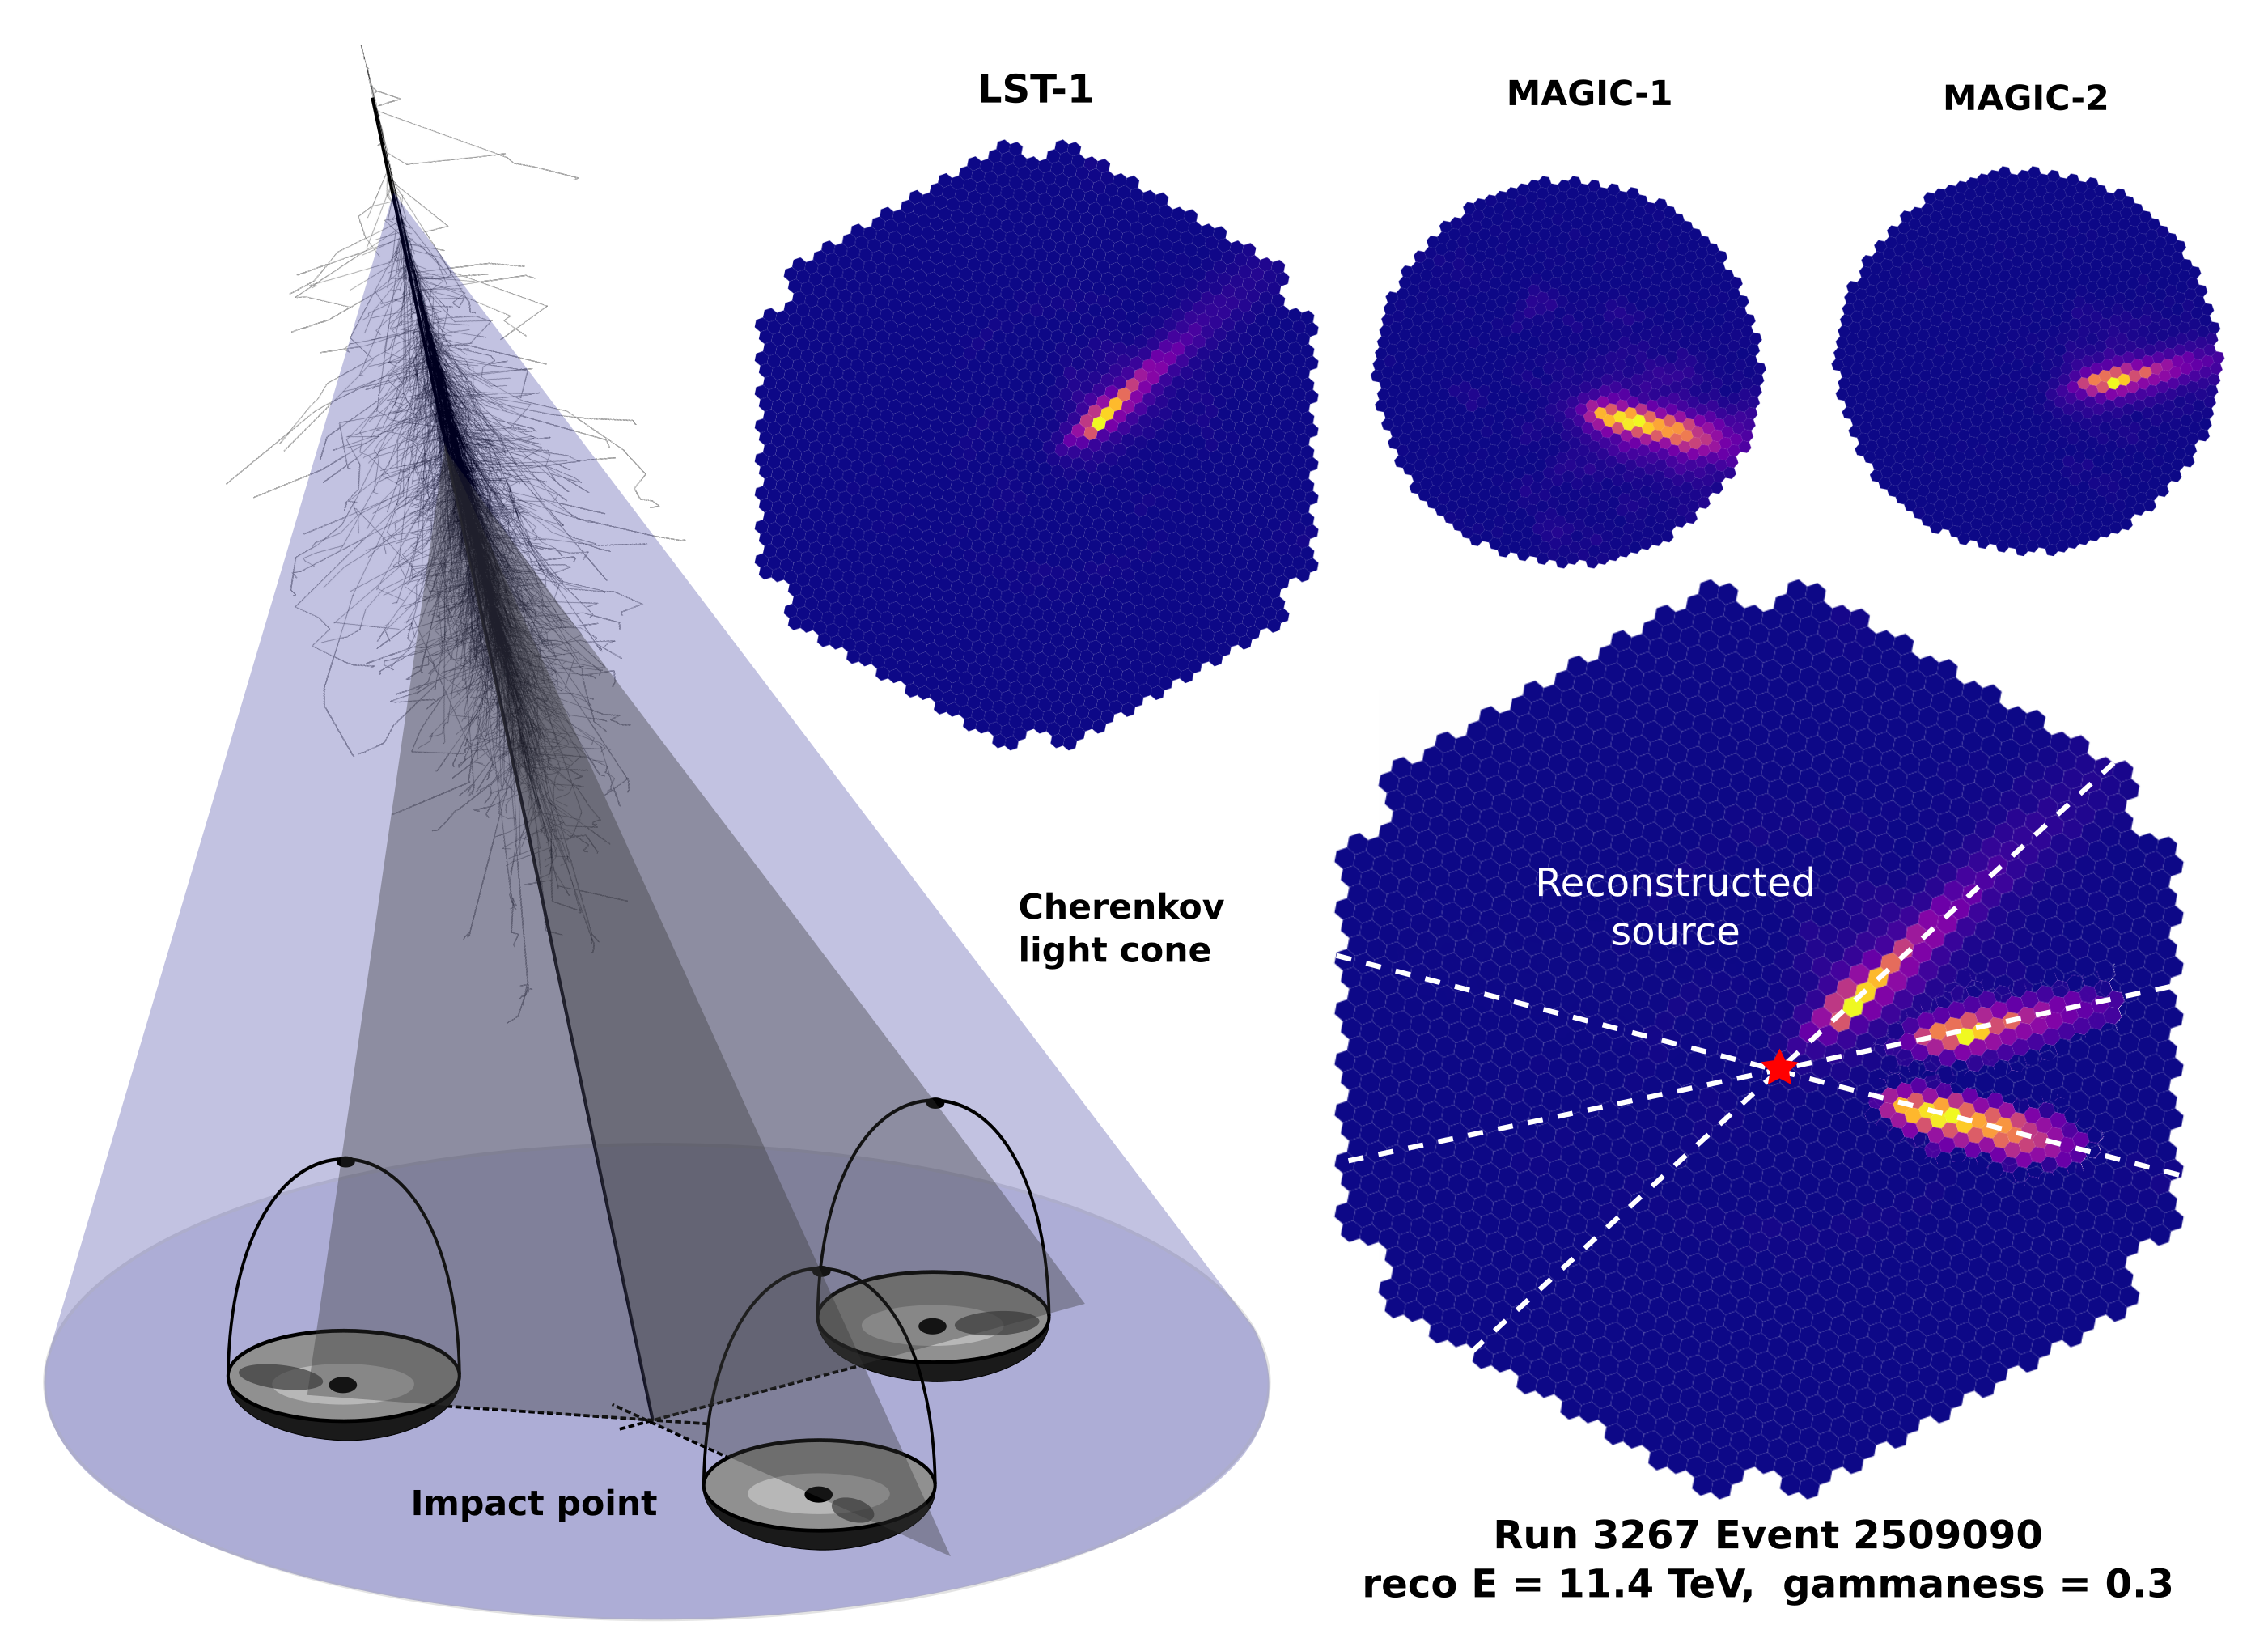 LST-1
MAGIC-1
MAGIC-2
Cherenkov
light cone
Reconstructed
source
Impact point
Run 3267 Event 2509090
reco E = 11.4 TeV, gammaness = 0.3